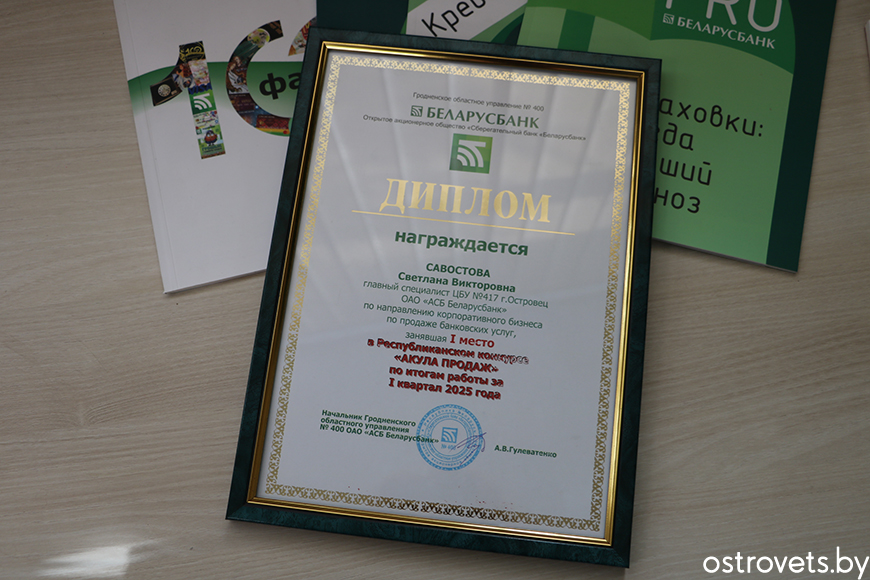 Кре
PRO
БЕЛАРУСБАНК
Гродненское областное управление № 400
БЕЛАРУСБАНК
Открытое акционерное общество «Сберегательный банк «Беларусбанк»
ДИПЛОМ
награждается
САВОСТОВА
Светлана Викторовна
главный специалист ЦБУ №417 г.Островец
ОАО «АСБ Беларусбанк»
по направлению корпоративного бизнеса
по продаже банковских услуг,
занявшая I место
в Республиканском конкурсе
«АКУЛА ПРОДАЖ»
по итогам работы за
I квартал 2025 года
Начальник Гродненского
областного управления
№ 400 ОАО «АСБ Беларусбанк»
А.В.Гулеватенко
10
фа
аховки:
да
ший
ноз
ostrovets.by